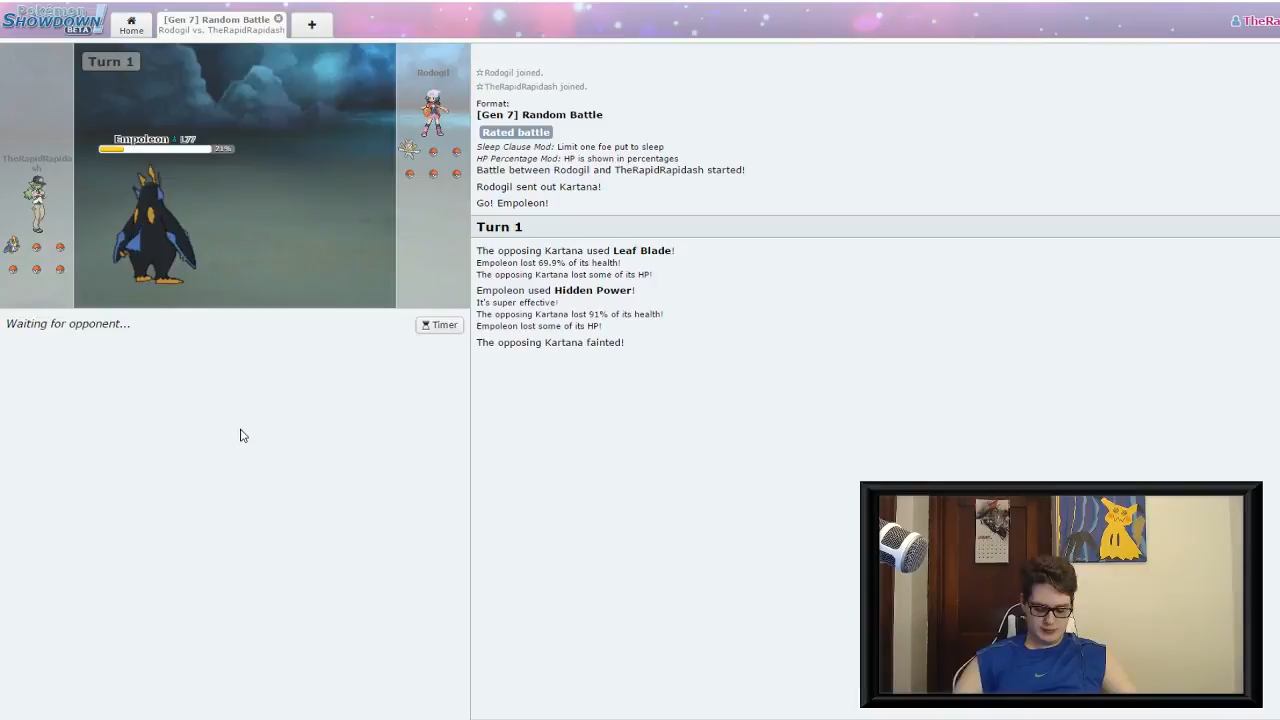 Pokémon
SHOWDOWN
BETA
Home
[Gen 7] Random Battle
Rodogil vs. TheRapidRapidash
+
TheRa
Turn 1
Empoleon L77
21%
TheRapidRapida
sh
Rodogil
Waiting for opponent...
Timer
☆Rodogil joined.
☆TheRapidRapidash joined.
Format:
[Gen 7] Random Battle
Rated battle
Sleep Clause Mod: Limit one foe put to sleep
HP Percentage Mod: HP is shown in percentages
Battle between Rodogil and TheRapidRapidash started!
Rodogil sent out Kartana!
Go! Empoleon!
Turn 1
The opposing Kartana used Leaf Blade!
Empoleon lost 69.9% of its health!
The opposing Kartana lost some of its HP!
Empoleon used Hidden Power!
It's super effective!
The opposing Kartana lost 91% of its health!
Empoleon lost some of its HP!
The opposing Kartana fainted!